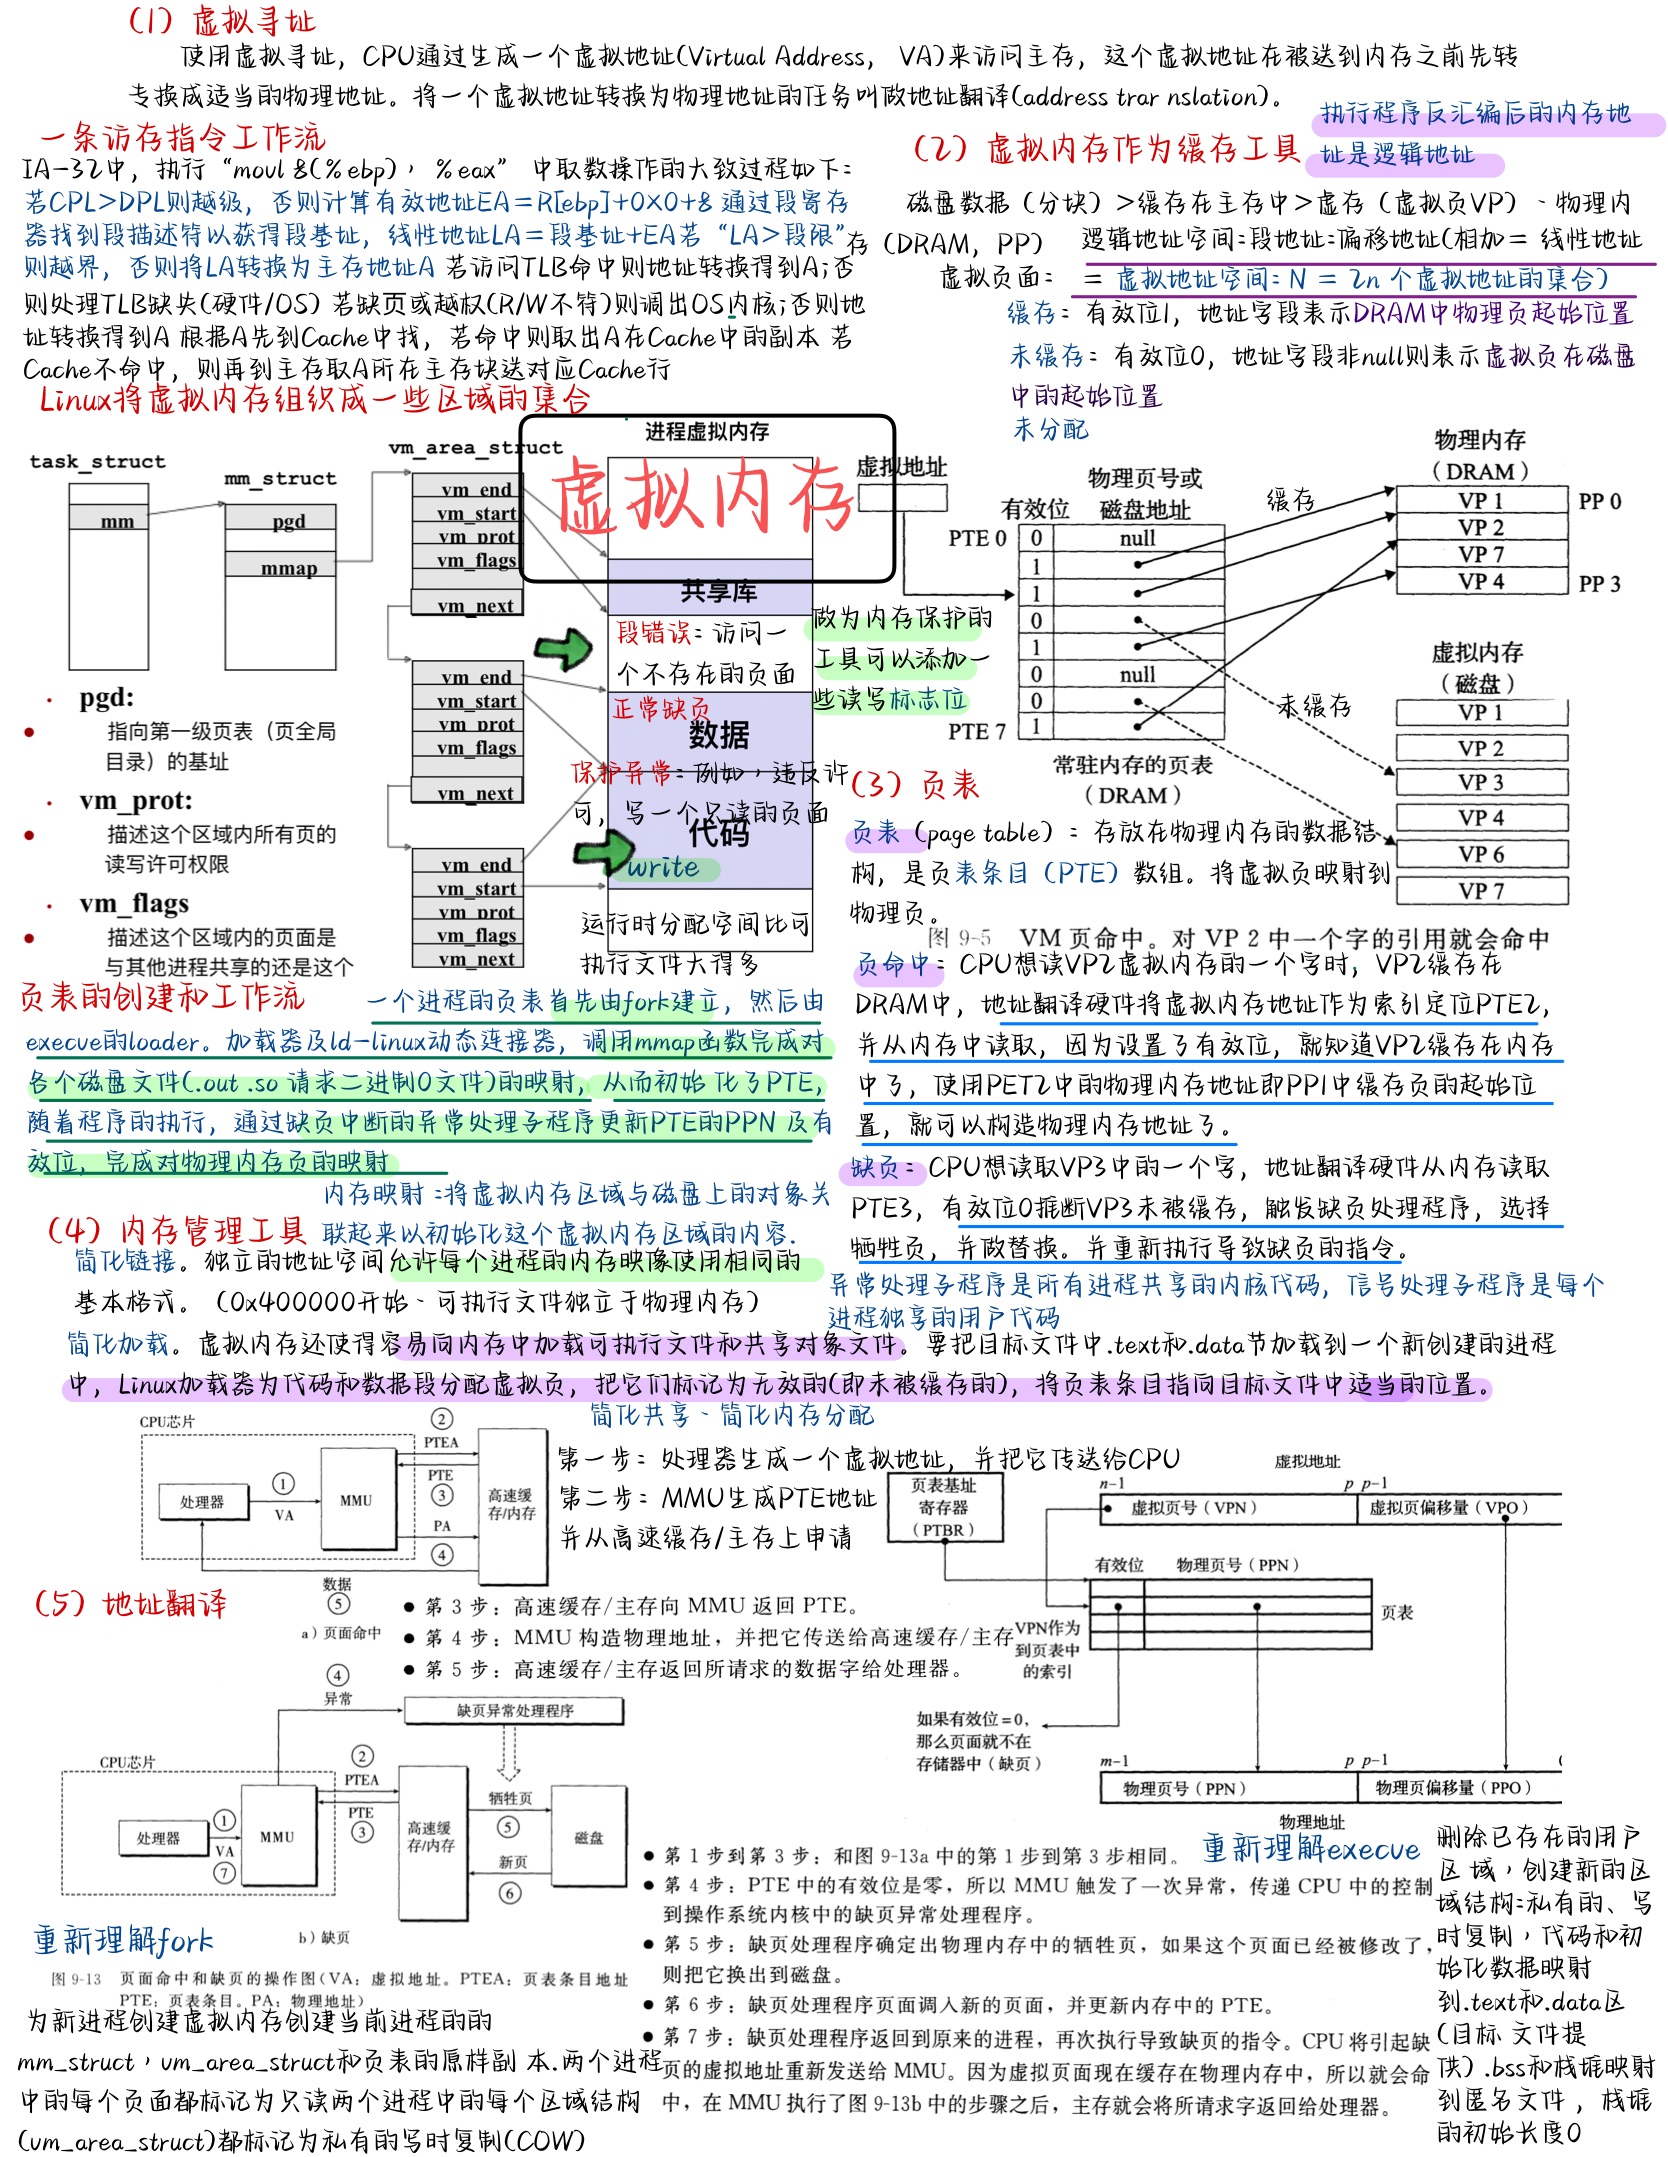 (1) 虚拟寻址
使用虚拟寻址，CPU通过生成一个虚拟地址(Virtual Address， VA)来访问主存，这个虚拟地址在被送到内存之前先转
专换成适当的物理地址。将一个虚拟地址转换为物理地址的任务叫做地址翻译(address trar nslation)。
一条访存指令工作流
IA-32中，执行“movl 8(%ebp)，%eax” 中取数操作的大致过程如下：
若CPL>DPL则越级，否则计算有效地址EA=R[ebp]+0×0+8 通过段寄存
器找到段描述符以获得段基址，线性地址LA=段基址+EA若“LA>段限”
则越界，否则将LA转换为主存地址A 若访问TLB命中则地址转换得到A;否
则处理TLB缺失(硬件/OS) 若缺页或越权(R/W不符)则调出OS内核;否则地
址转换得到A 根据A先到Cache中找，若命中则取出A在Cache中的副本 若
Cache不命中，则再到主存取A所在主存块送对应Cache行
执行程序反汇编后的内存地
址是逻辑地址
(2) 虚拟内存作为缓存工具
磁盘数据（分块）>缓存在主存中>虚存（虚拟页VP）、物理内
存（DRAM，PP）
逻辑地址空间:段地址:偏移地址(相加= 线性地址
= 虚拟地址空间: N = 2n 个虚拟地址的集合)
虚拟页面：
缓存：有效位1，地址字段表示DRAM中物理页起始位置
未缓存：有效位0，地址字段非null则表示虚拟页在磁盘
中的起始位置
未分配
Linux将虚拟内存组织成一些区域的集合
task_struct
mm
mm_struct
pgd
mmap
vm_area_struct
vm_end
vm_start
vm_prot
vm_flags
vm_next
vm_end
vm_start
vm_prot
vm_flags
vm_next
vm_end
vm_start
vm_prot
vm_flags
vm_next
进程虚拟内存
虚拟内存
共享库
段错误：访问一
个不存在的页面
正常缺页
数据
保护异常：例如，违反许
可，写一个只读的页面
代码
write
运行时分配空间比可
执行文件大得多
做为内存保护的
工具可以添加一
些读写标志位
· pgd:
● 指向第一级页表（页全局
目录）的基址
· vm_prot:
● 描述这个区域内所有页的
读写许可权限
· vm_flags
● 描述这个区域内的页面是
与其他进程共享的还是这个
虚拟地址
物理页号或
有效位 磁盘地址
PTE 0 0 null
1
1
0
1
0 null
0
PTE 7 1
常驻内存的页表
（DRAM）
缓存
未缓存
物理内存
（DRAM）
VP 1 PP 0
VP 2
VP 7
VP 4 PP 3
虚拟内存
（磁盘）
VP 1
VP 2
VP 3
VP 4
VP 6
VP 7
(3) 页表
页表（page table）：存放在物理内存的数据结
构，是页表条目（PTE）数组。将虚拟页映射到
物理页。
图 9-5 VM 页命中。对 VP 2 中一个字的引用就会命中
页命中：CPU想读VP2虚拟内存的一个字时，VP2缓存在
DRAM中，地址翻译硬件将虚拟内存地址作为索引定位PTE2，
并从内存中读取，因为设置了有效位，就知道VP2缓存在内存
中了，使用PET2中的物理内存地址即PP1中缓存页的起始位
置，就可以构造物理内存地址了。
缺页：CPU想读取VP3中的一个字，地址翻译硬件从内存读取
PTE3，有效位0推断VP3未被缓存，触发缺页处理程序，选择
牺牲页，并做替换。并重新执行导致缺页的指令。
异常处理子程序是所有进程共享的内核代码，信号处理子程序是每个
进程独享的用户代码
页表的创建和工作流
一个进程的页表首先由fork建立，然后由
execve的loader。加载器及ld-linux动态连接器，调用mmap函数完成对
各个磁盘文件(.out .so 请求二进制0文件)的映射，从而初始 化了PTE，
随着程序的执行，通过缺页中断的异常处理子程序更新PTE的PPN 及有
效位，完成对物理内存页的映射
内存映射 :将虚拟内存区域与磁盘上的对象关
联起来以初始化这个虚拟内存区域的内容.
(4) 内存管理工具
简化链接。独立的地址空间允许每个进程的内存映像使用相同的
基本格式。（0x400000开始、可执行文件独立于物理内存）
简化加载。虚拟内存还使得容易向内存中加载可执行文件和共享对象文件。要把目标文件中.text和.data节加载到一个新创建的进程
中，Linux加载器为代码和数据段分配虚拟页，把它们标记为无效的(即未被缓存的)，将页表条目指向目标文件中适当的位置。
简化共享、简化内存分配
CPU芯片
处理器
① VA
MMU
② PTEA
PTE ③
PA ④
高速缓
存/内存
数据
⑤
a）页面命中
第一步：处理器生成一个虚拟地址，并把它传送给CPU
第二步：MMU生成PTE地址
并从高速缓存/主存上申请
(5) 地址翻译
● 第 3 步：高速缓存/主存向 MMU 返回 PTE。
● 第 4 步：MMU 构造物理地址，并把它传送给高速缓存/主存
● 第 5 步：高速缓存/主存返回所请求的数据字给处理器。
虚拟地址
n-1 p p-1
虚拟页号（VPN） 虚拟页偏移量（VPO）
页表基址
寄存器
（PTBR）
有效位 物理页号（PPN）
页表
VPN作为
到页表中
的索引
如果有效位=0，
那么页面就不在
存储器中（缺页）
m-1 p p-1
物理页号（PPN） 物理页偏移量（PPO）
物理地址
④
异常
缺页异常处理程序
CPU芯片
处理器
①
VA
⑦
MMU
②
PTEA
PTE
③
高速缓
存/内存
牺牲页
⑤
新页
⑥
磁盘
b）缺页
图 9-13 页面命中和缺页的操作图（VA：虚拟地址。PTEA：页表条目地址
PTE：页表条目。PA：物理地址）
● 第 1 步到第 3 步：和图 9-13a 中的第 1 步到第 3 步相同。
● 第 4 步：PTE 中的有效位是零，所以 MMU 触发了一次异常，传递 CPU 中的控制
到操作系统内核中的缺页异常处理程序。
● 第 5 步：缺页处理程序确定出物理内存中的牺牲页，如果这个页面已经被修改了，
则把它换出到磁盘。
● 第 6 步：缺页处理程序页面调入新的页面，并更新内存中的 PTE。
● 第 7 步：缺页处理程序返回到原来的进程，再次执行导致缺页的指令。CPU 将引起缺
页的虚拟地址重新发送给 MMU。因为虚拟页面现在缓存在物理内存中，所以就会命
中，在 MMU 执行了图 9-13b 中的步骤之后，主存就会将所请求字返回给处理器。
重新理解fork
为新进程创建虚拟内存创建当前进程的的
mm_struct，vm_area_struct和页表的原样副 本.两个进程
中的每个页面都标记为只读两个进程中的每个区域结构
(vm_area_struct)都标记为私有的写时复制(COW)
重新理解execve
删除已存在的用户
区 域，创建新的区
域结构:私有的、写
时复制，代码和初
始化数据映射
到.text和.data区
(目标 文件提
供）.bss和栈堆映射
到匿名文件，栈堆
的初始长度0